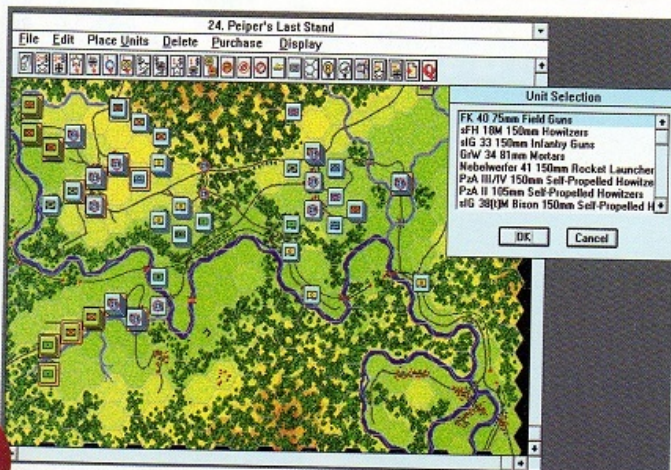 24. Peiper's Last Stand
File Edit Place Units Delete Purchase Display
Unit Selection
FK 40 75mm Field Guns
sFH 18M 150mm Howitzers
sIG 33 150mm Infantry Guns
GrW 34 81mm Mortars
Nebelwerfer 41 150mm Rocket Launcher
PzA III/IV 150mm Self-Propelled Howitze
PzA II 105mm Self-Propelled Howitzers
sIG 38(t)M Bison 150mm Self-Propelled H
OK Cancel